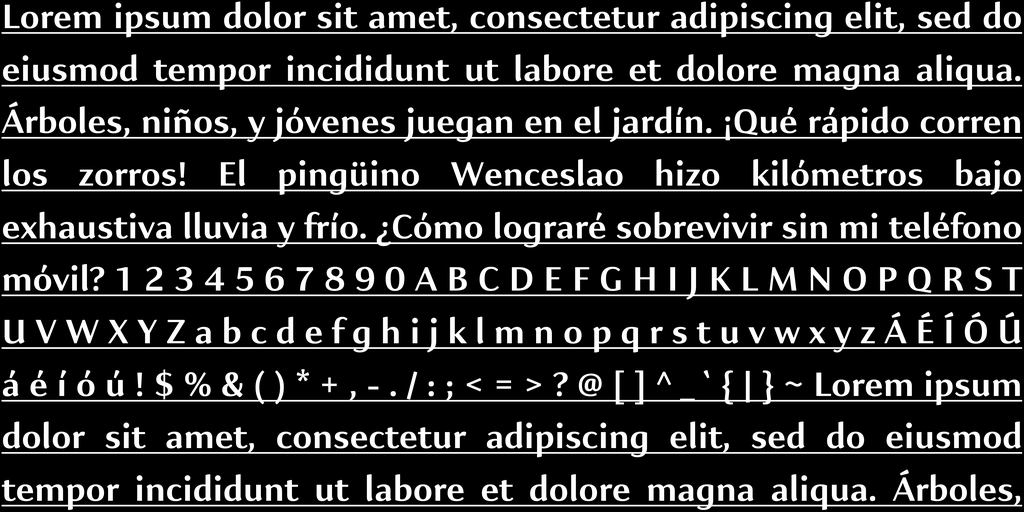 Lorem ipsum dolor sit amet, consectetur adipiscing elit, sed do
eiusmod tempor incididunt ut labore et dolore magna aliqua.
Árboles, niños, y jóvenes juegan en el jardín. ¡Qué rápido corren
los zorros! El pingüino Wenceslao hizo kilómetros bajo
exhaustiva lluvia y frío. ¿Cómo lograré sobrevivir sin mi teléfono
móvil? 1 2 3 4 5 6 7 8 9 0 A B C D E F G H I J K L M N O P Q R S T
U V W X Y Z a b c d e f g h i j k l m n o p q r s t u v w x y z Á É Í Ó Ú
á é í ó ú ! $ % & ( ) * + , - . / : ; < = > ? @ [ ] ^ _ ` { | } ~ Lorem ipsum
dolor sit amet, consectetur adipiscing elit, sed do eiusmod
tempor incididunt ut labore et dolore magna aliqua. Árboles,